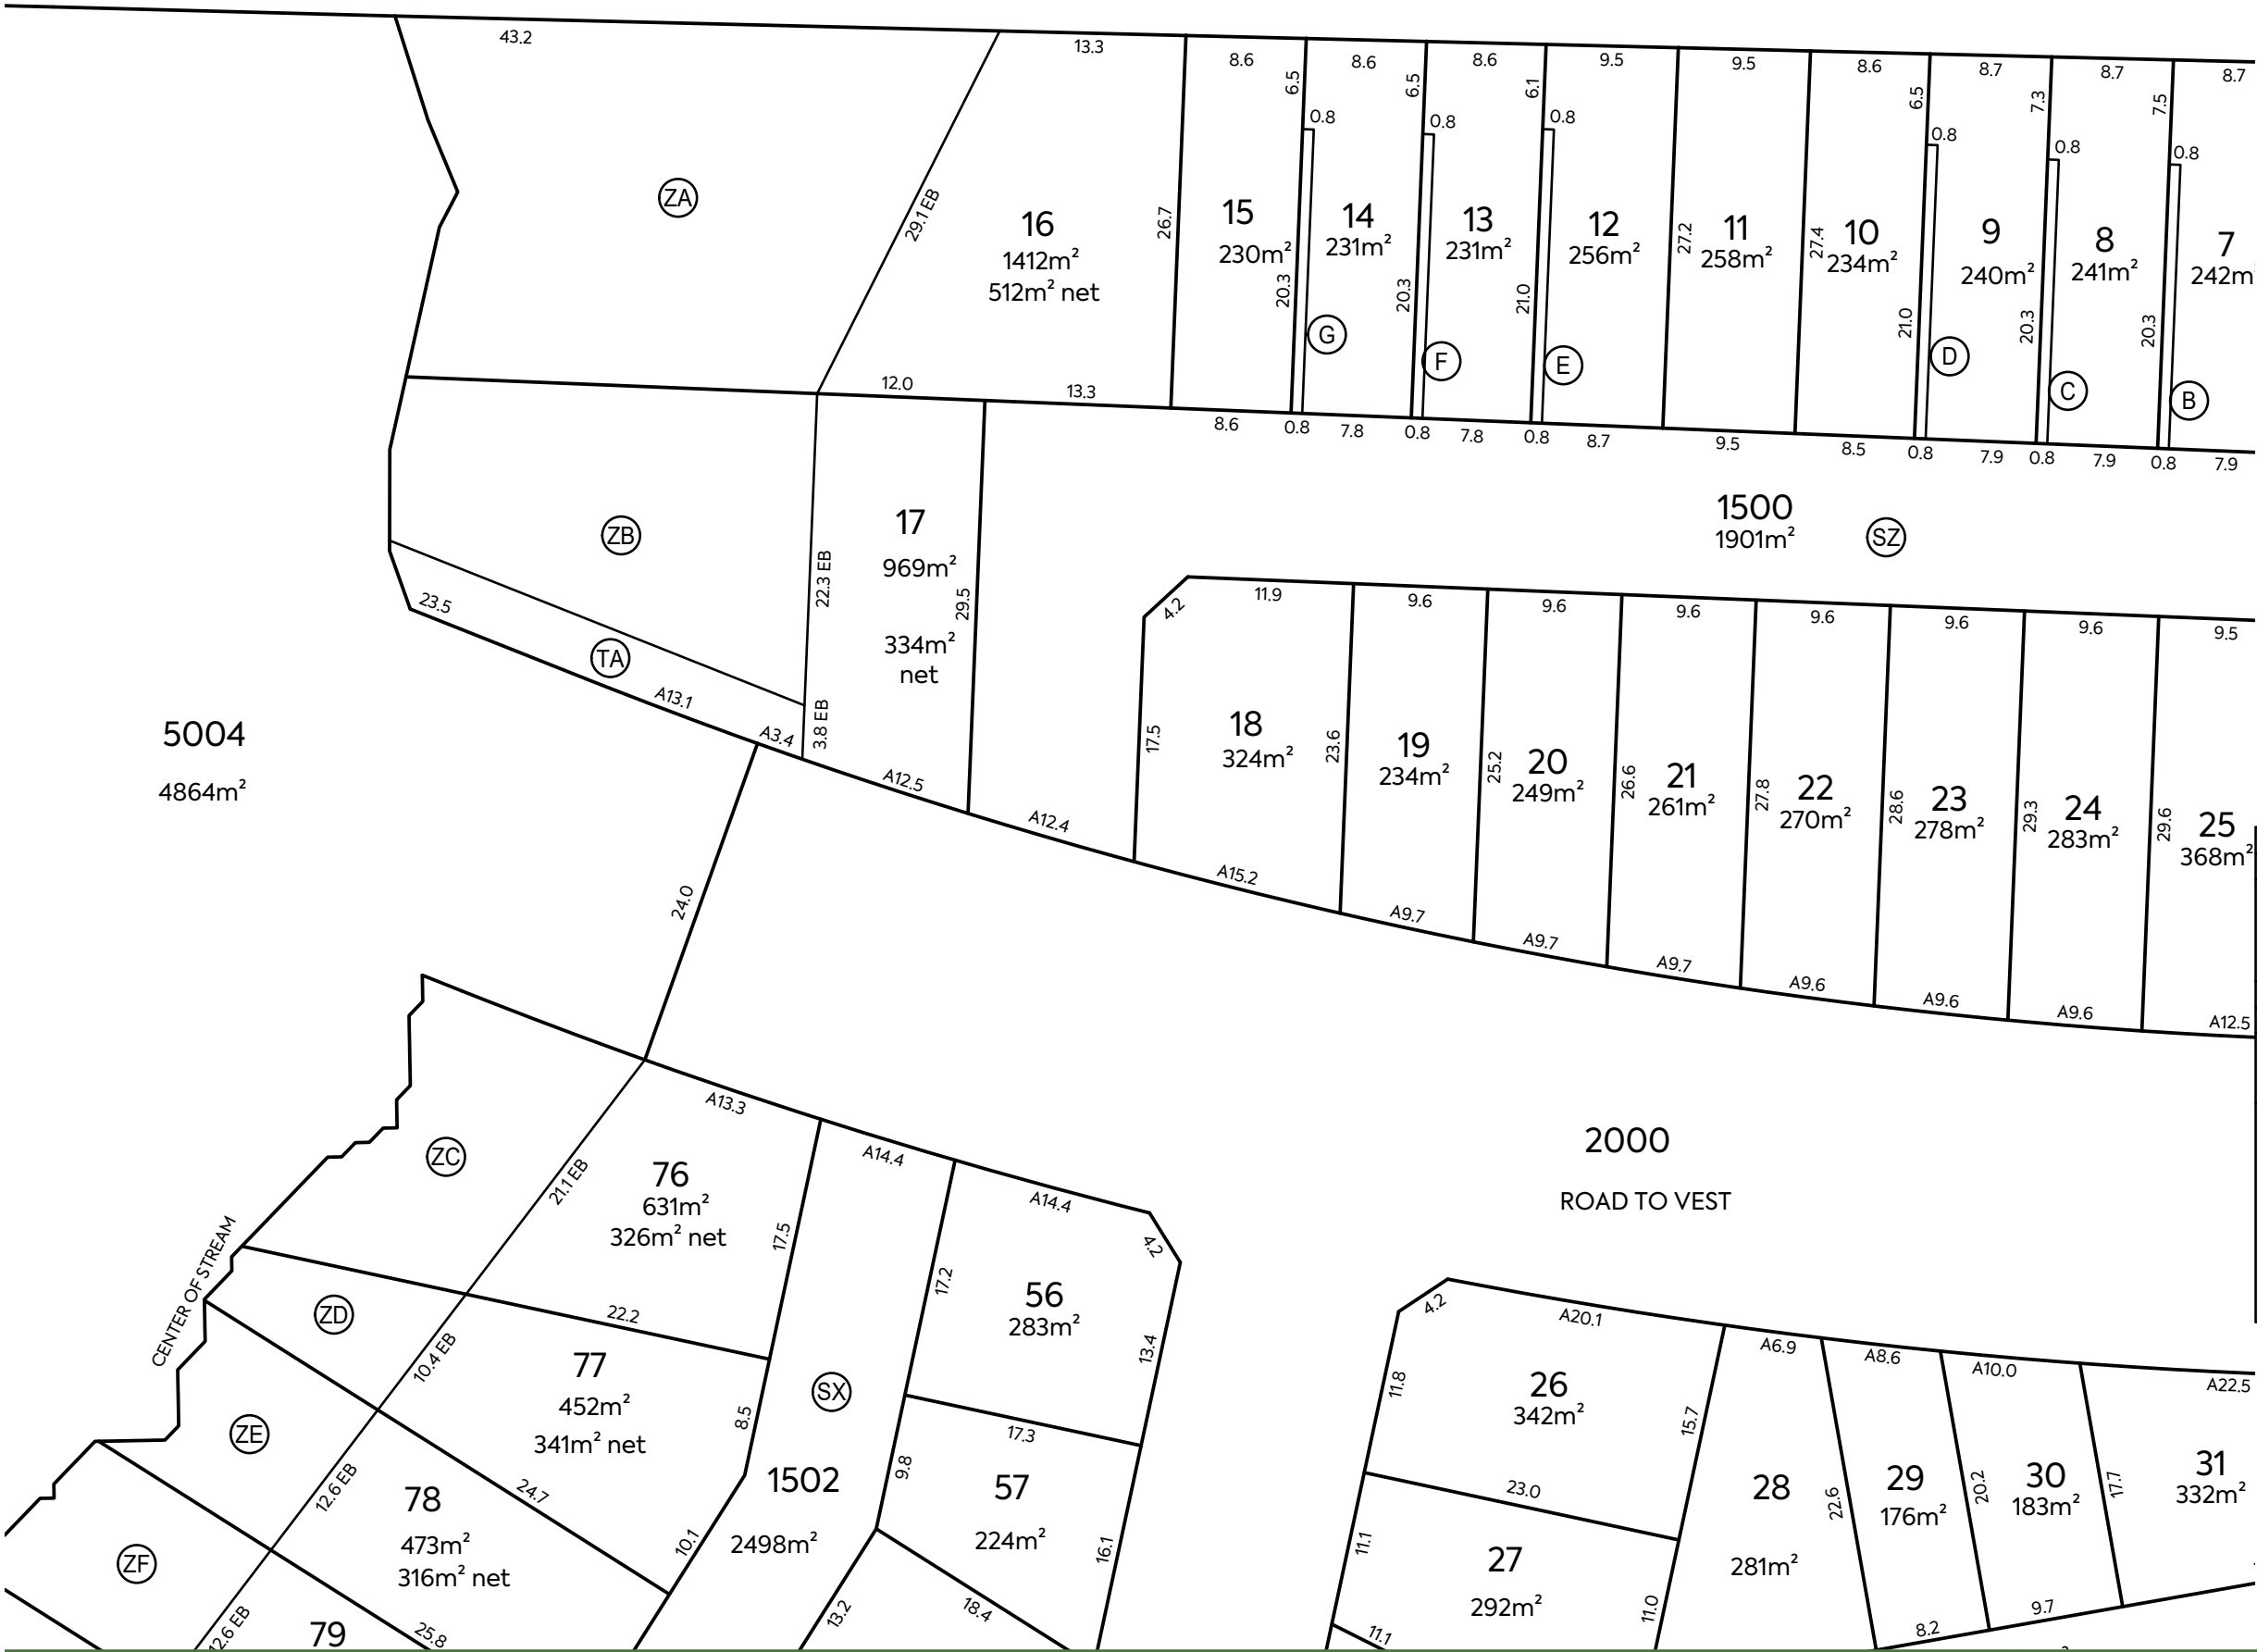 43.2
13.3
8.6
6.5
8.6
6.5
8.6
6.1
9.5
9.5
8.6
6.5
8.7
7.3
8.7
7.5
8.7
0.8
0.8
0.8
0.8
0.8
0.8
ZA
29.1 EB
16
1412m²
512m² net
26.7
15
230m²
20.3
14
231m²
20.3
13
231m²
21.0
12
256m²
27.2
11
258m²
27.4
10
234m²
21.0
9
240m²
20.3
8
241m²
20.3
7
242m
G
F
E
D
C
B
12.0
13.3
8.6
0.8
7.8
0.8
7.8
0.8
8.7
9.5
8.5
0.8
7.9
0.8
7.9
0.8
7.9
ZB
22.3 EB
17
969m²
334m²
net
29.5
1500
1901m²
SZ
23.5
TA
A13.1
A3.4
3.8 EB
A12.5
A12.4
4.2
11.9
9.6
9.6
9.6
9.6
9.6
9.6
9.5
17.5
18
324m²
23.6
19
234m²
25.2
20
249m²
26.6
21
261m²
27.8
22
270m²
28.6
23
278m²
29.3
24
283m²
29.6
25
368m²
A15.2
A9.7
A9.7
A9.7
A9.6
A9.6
A9.6
A12.5
5004
4864m²
24.0
2000
ROAD TO VEST
A13.3
A14.4
A14.4
4.2
ZC
21.1 EB
76
631m²
326m² net
17.5
17.2
56
283m²
13.4
CENTER OF STREAM
22.2
ZD
10.4 EB
77
452m²
341m² net
8.5
SX
17.3
4.2
A20.1
A6.9
A8.6
A10.0
A22.5
11.8
26
342m²
15.7
ZE
12.6 EB
24.7
78
473m²
316m² net
10.1
1502
2498m²
9.8
57
224m²
16.1
23.0
28
281m²
22.6
29
176m²
20.2
30
183m²
17.7
31
332m²
ZF
12.6 EB
79
25.8
13.2
18.4
11.1
27
292m²
11.0
11.1
8.2
9.7